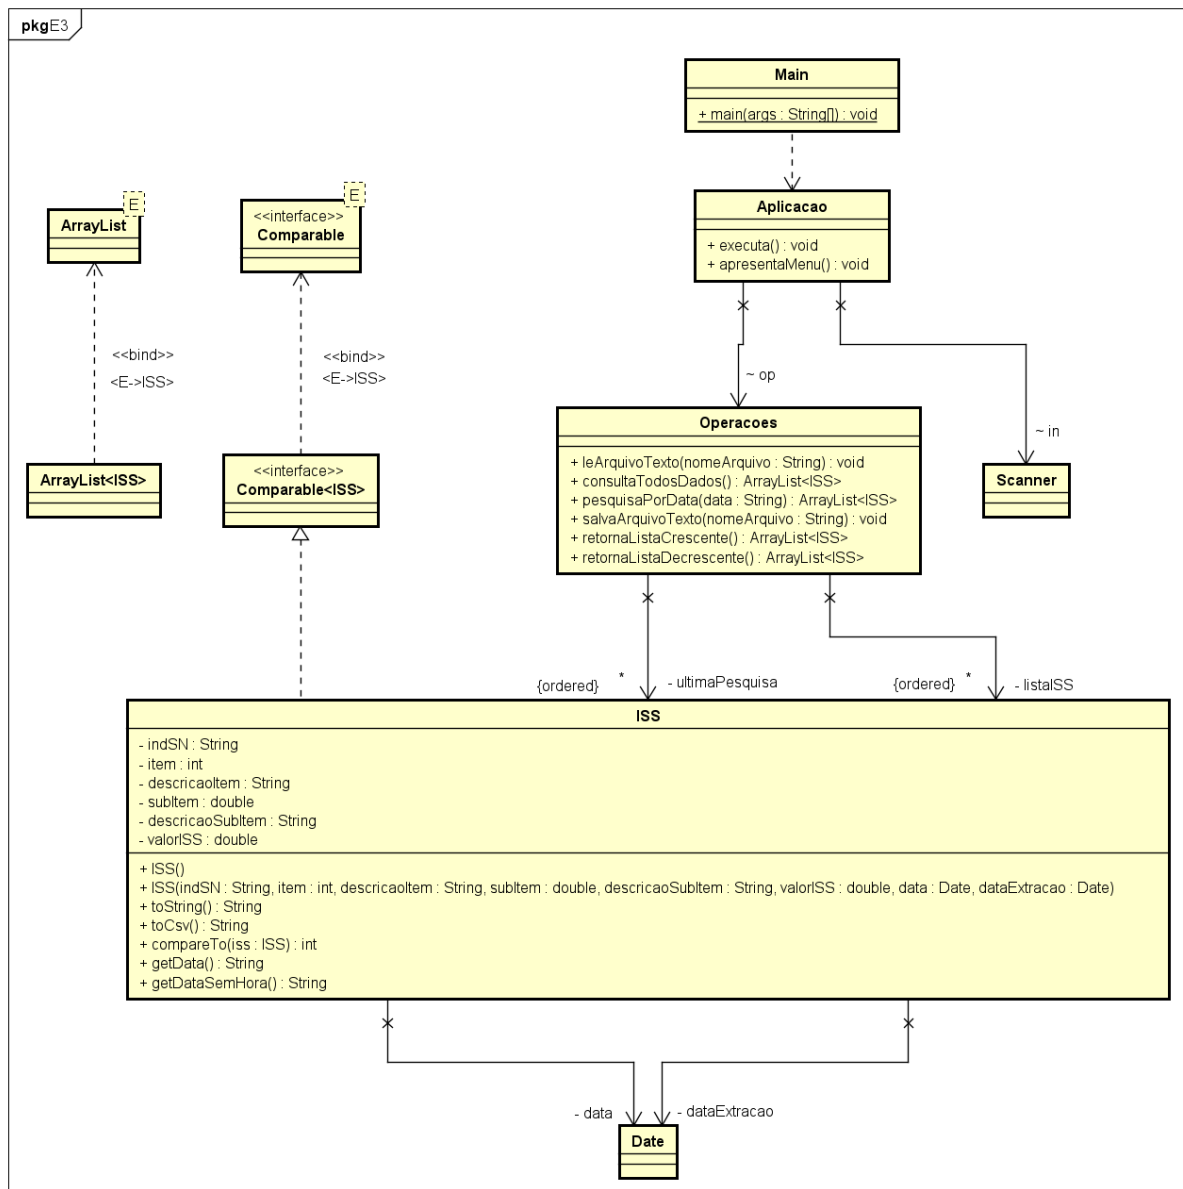 pkg E3
Main
+ main(args : String[]) : void
Aplicacao
+ executa() : void
+ apresentaMenu() : void
E
ArrayList
E
<<interface>>
Comparable
<<bind>>
<E->ISS>
<<bind>>
<E->ISS>
~ op
~ in
ArrayList<ISS>
<<interface>>
Comparable<ISS>
Operacoes
+ leArquivoTexto(nomeArquivo : String) : void
+ consultaTodosDados() : ArrayList<ISS>
+ pesquisaPorData(data : String) : ArrayList<ISS>
+ salvaArquivoTexto(nomeArquivo : String) : void
+ retornaListaCrescente() : ArrayList<ISS>
+ retornaListaDecrescente() : ArrayList<ISS>
Scanner
{ordered} * - ultimaPesquisa
{ordered} * - listaISS
ISS
- indSN : String
- item : int
- descricaoItem : String
- subItem : double
- descricaoSubItem : String
- valorISS : double
+ ISS()
+ ISS(indSN : String, item : int, descricaoItem : String, subItem : double, descricaoSubItem : String, valorISS : double, data : Date, dataExtracao : Date)
+ toString() : String
+ toCsv() : String
+ compareTo(iss : ISS) : int
+ getData() : String
+ getDataSemHora() : String
- data
- dataExtracao
Date